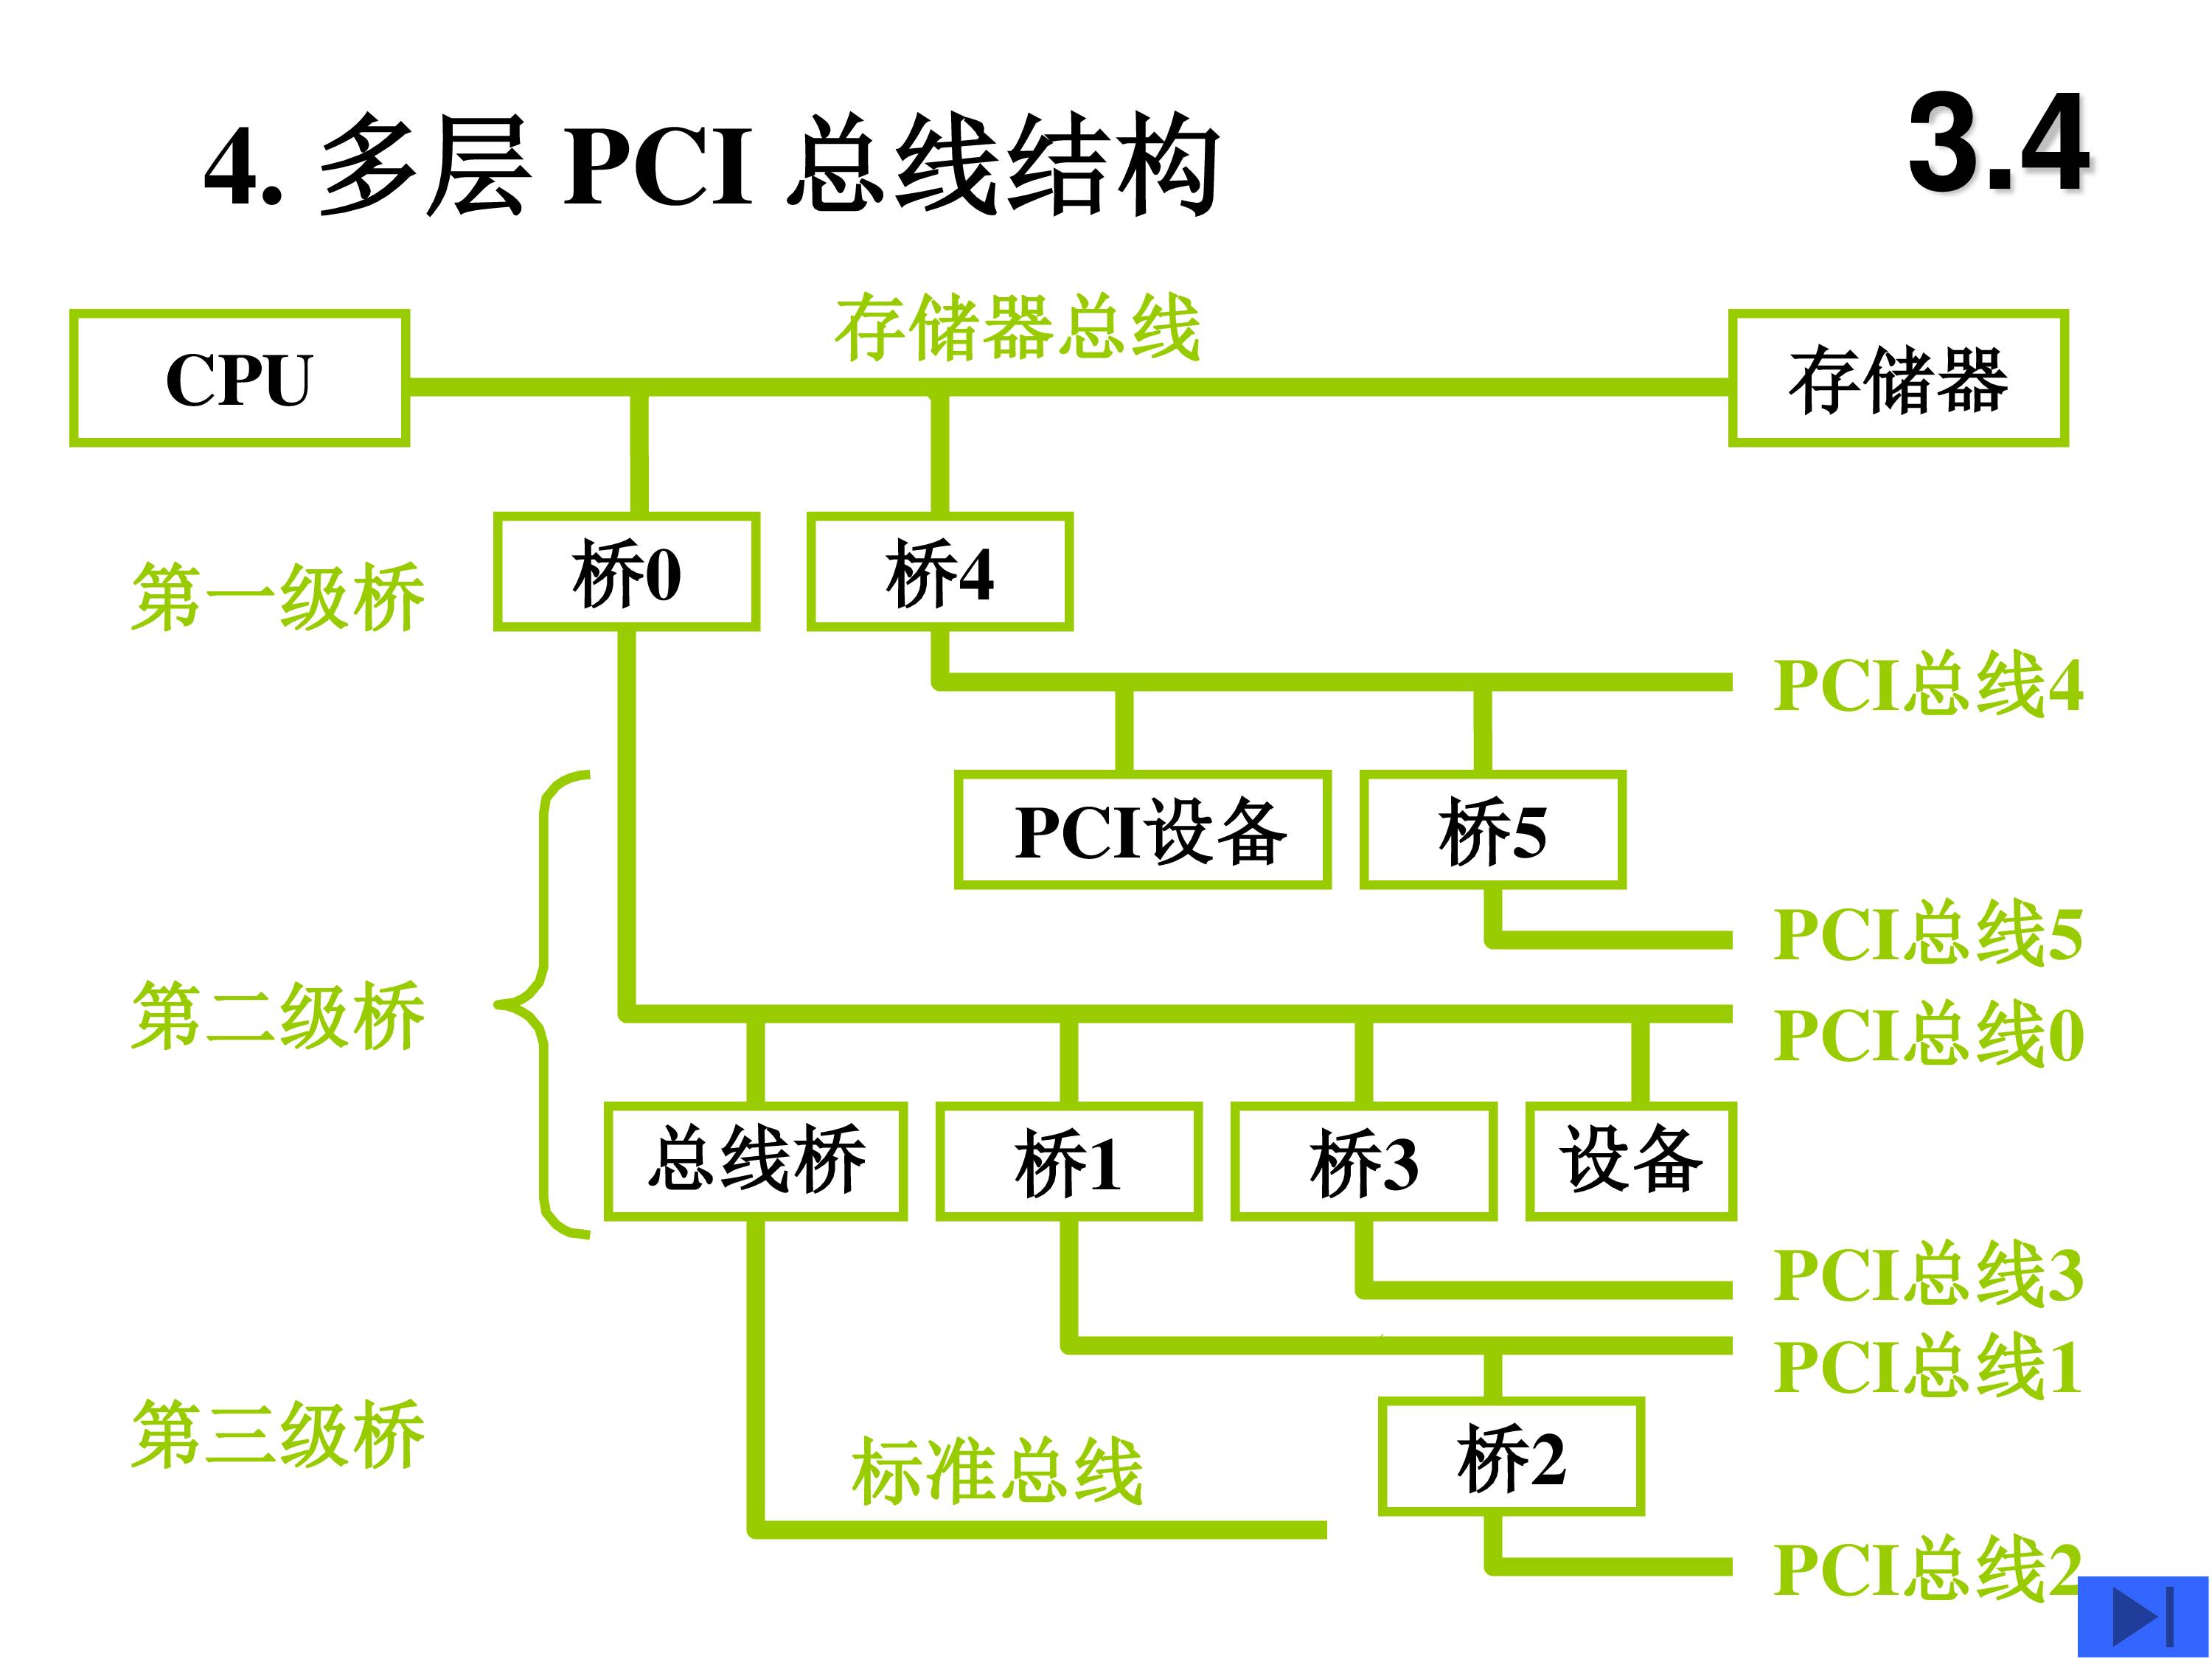 4. 多层 PCI 总线结构
3.4
存储器总线
CPU
存储器
第一级桥
桥0
桥4
PCI总线4
PCI设备
桥5
PCI总线5
第二级桥
PCI总线0
总线桥
桥1
桥3
设备
PCI总线3
PCI总线1
第三级桥
标准总线
桥2
PCI总线2